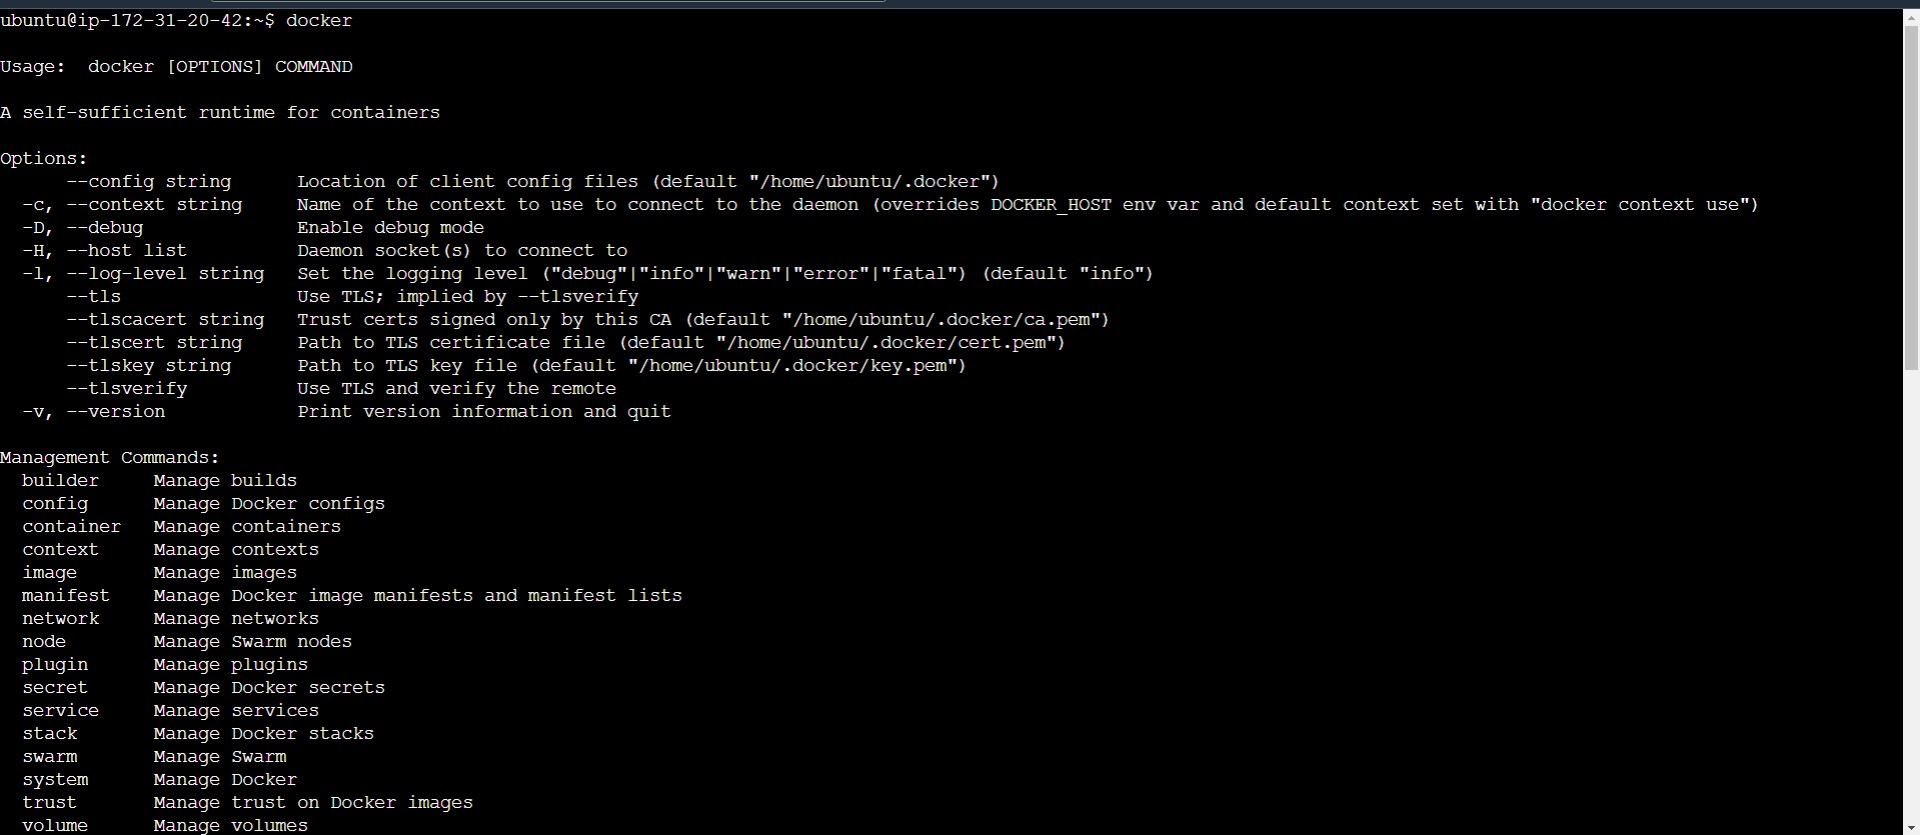 ubuntu@ip-172-31-20-42:~$ docker
Usage:  docker [OPTIONS] COMMAND
A self-sufficient runtime for containers
Options:
      --config string      Location of client config files (default "/home/ubuntu/.docker")
  -c, --context string     Name of the context to use to connect to the daemon (overrides DOCKER_HOST env var and default context set with "docker context use")
  -D, --debug              Enable debug mode
  -H, --host list          Daemon socket(s) to connect to
  -l, --log-level string   Set the logging level ("debug"|"info"|"warn"|"error"|"fatal") (default "info")
      --tls                Use TLS; implied by --tlsverify
      --tlscacert string   Trust certs signed only by this CA (default "/home/ubuntu/.docker/ca.pem")
      --tlscert string     Path to TLS certificate file (default "/home/ubuntu/.docker/cert.pem")
      --tlskey string      Path to TLS key file (default "/home/ubuntu/.docker/key.pem")
      --tlsverify          Use TLS and verify the remote
  -v, --version            Print version information and quit
Management Commands:
  builder     Manage builds
  config      Manage Docker configs
  container   Manage containers
  context     Manage contexts
  image       Manage images
  manifest    Manage Docker image manifests and manifest lists
  network     Manage networks
  node        Manage Swarm nodes
  plugin      Manage plugins
  secret      Manage Docker secrets
  service     Manage services
  stack       Manage Docker stacks
  swarm       Manage Swarm
  system      Manage Docker
  trust       Manage trust on Docker images
  volume      Manage volumes